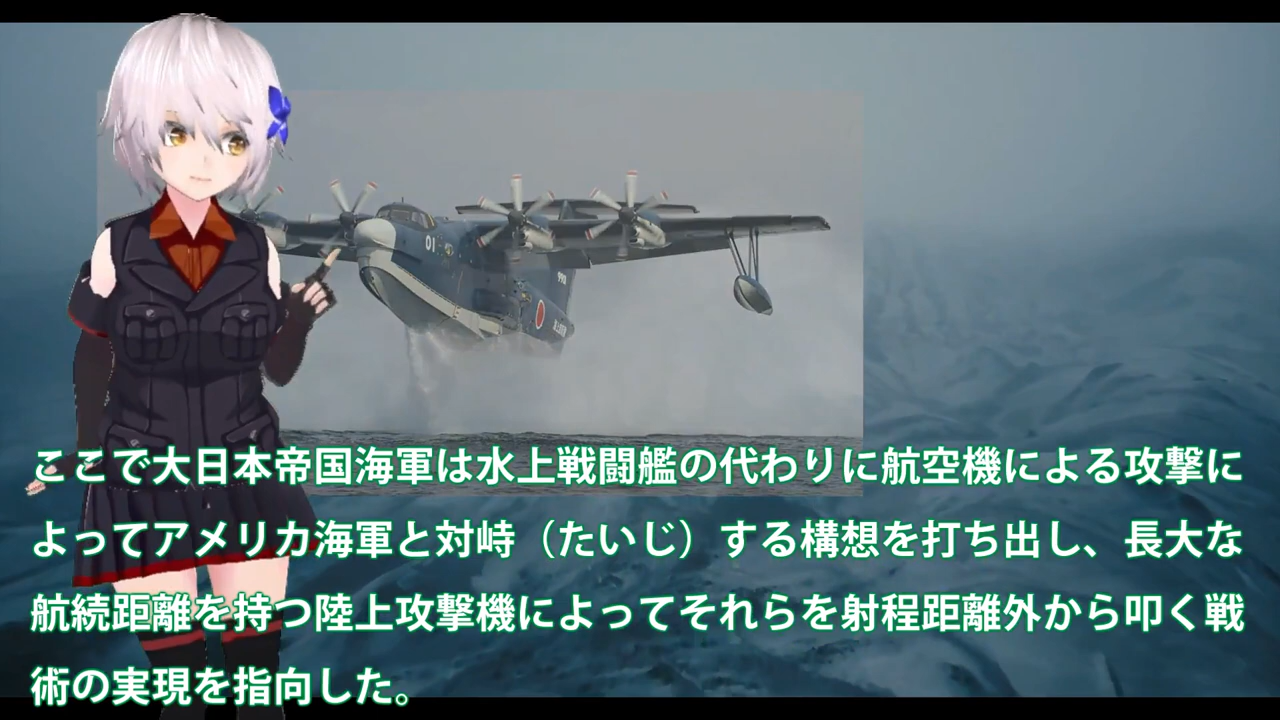 01
ここで大日本帝国海軍は水上戦闘艦の代わりに航空機による攻撃に
よってアメリカ海軍と対峙（たいじ）する構想を打ち出し、長大な
航続距離を持つ陸上攻撃機によってそれらを射程距離外から叩く戦
術の実現を指向した。